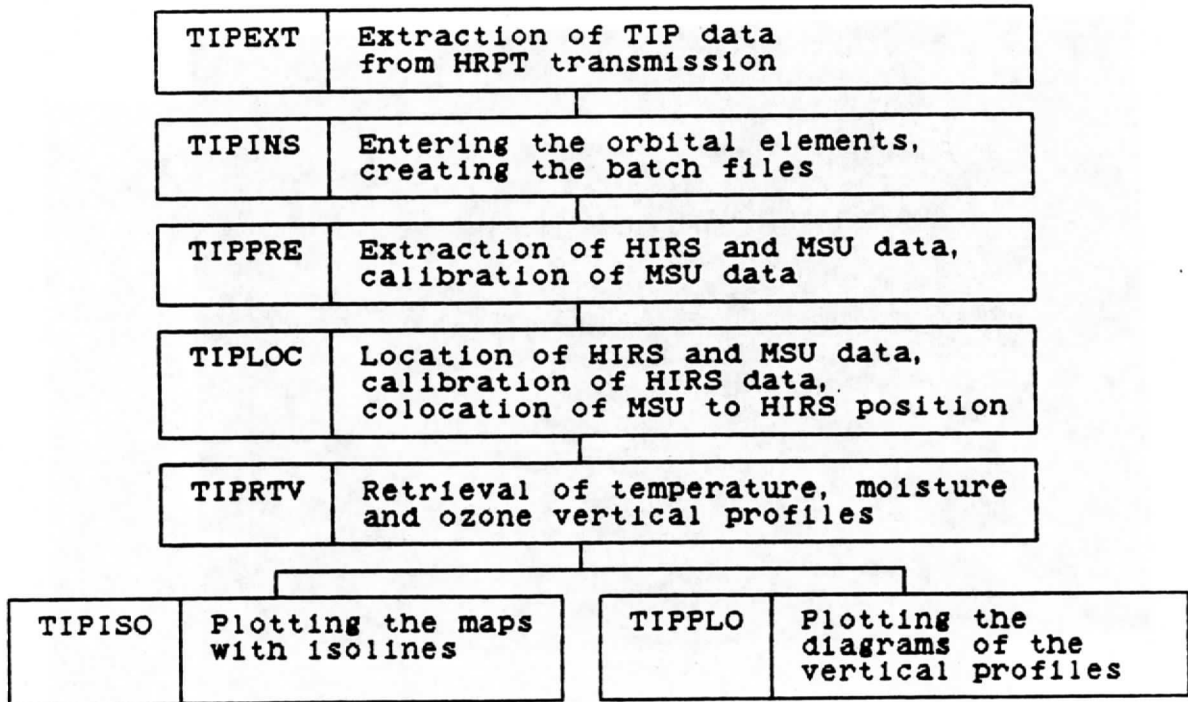 TIPEXT Extraction of TIP data
from HRPT transmission
TIPINS Entering the orbital elements,
creating the batch files
TIPPRE Extraction of HIRS and MSU data,
calibration of MSU data
TIPLOC Location of HIRS and MSU data,
calibration of HIRS data,
colocation of MSU to HIRS position
TIPRTV Retrieval of temperature, moisture
and ozone vertical profiles
TIPISO Plotting the maps
with isolines
TIPPLO Plotting the
diagrams of the
vertical profiles